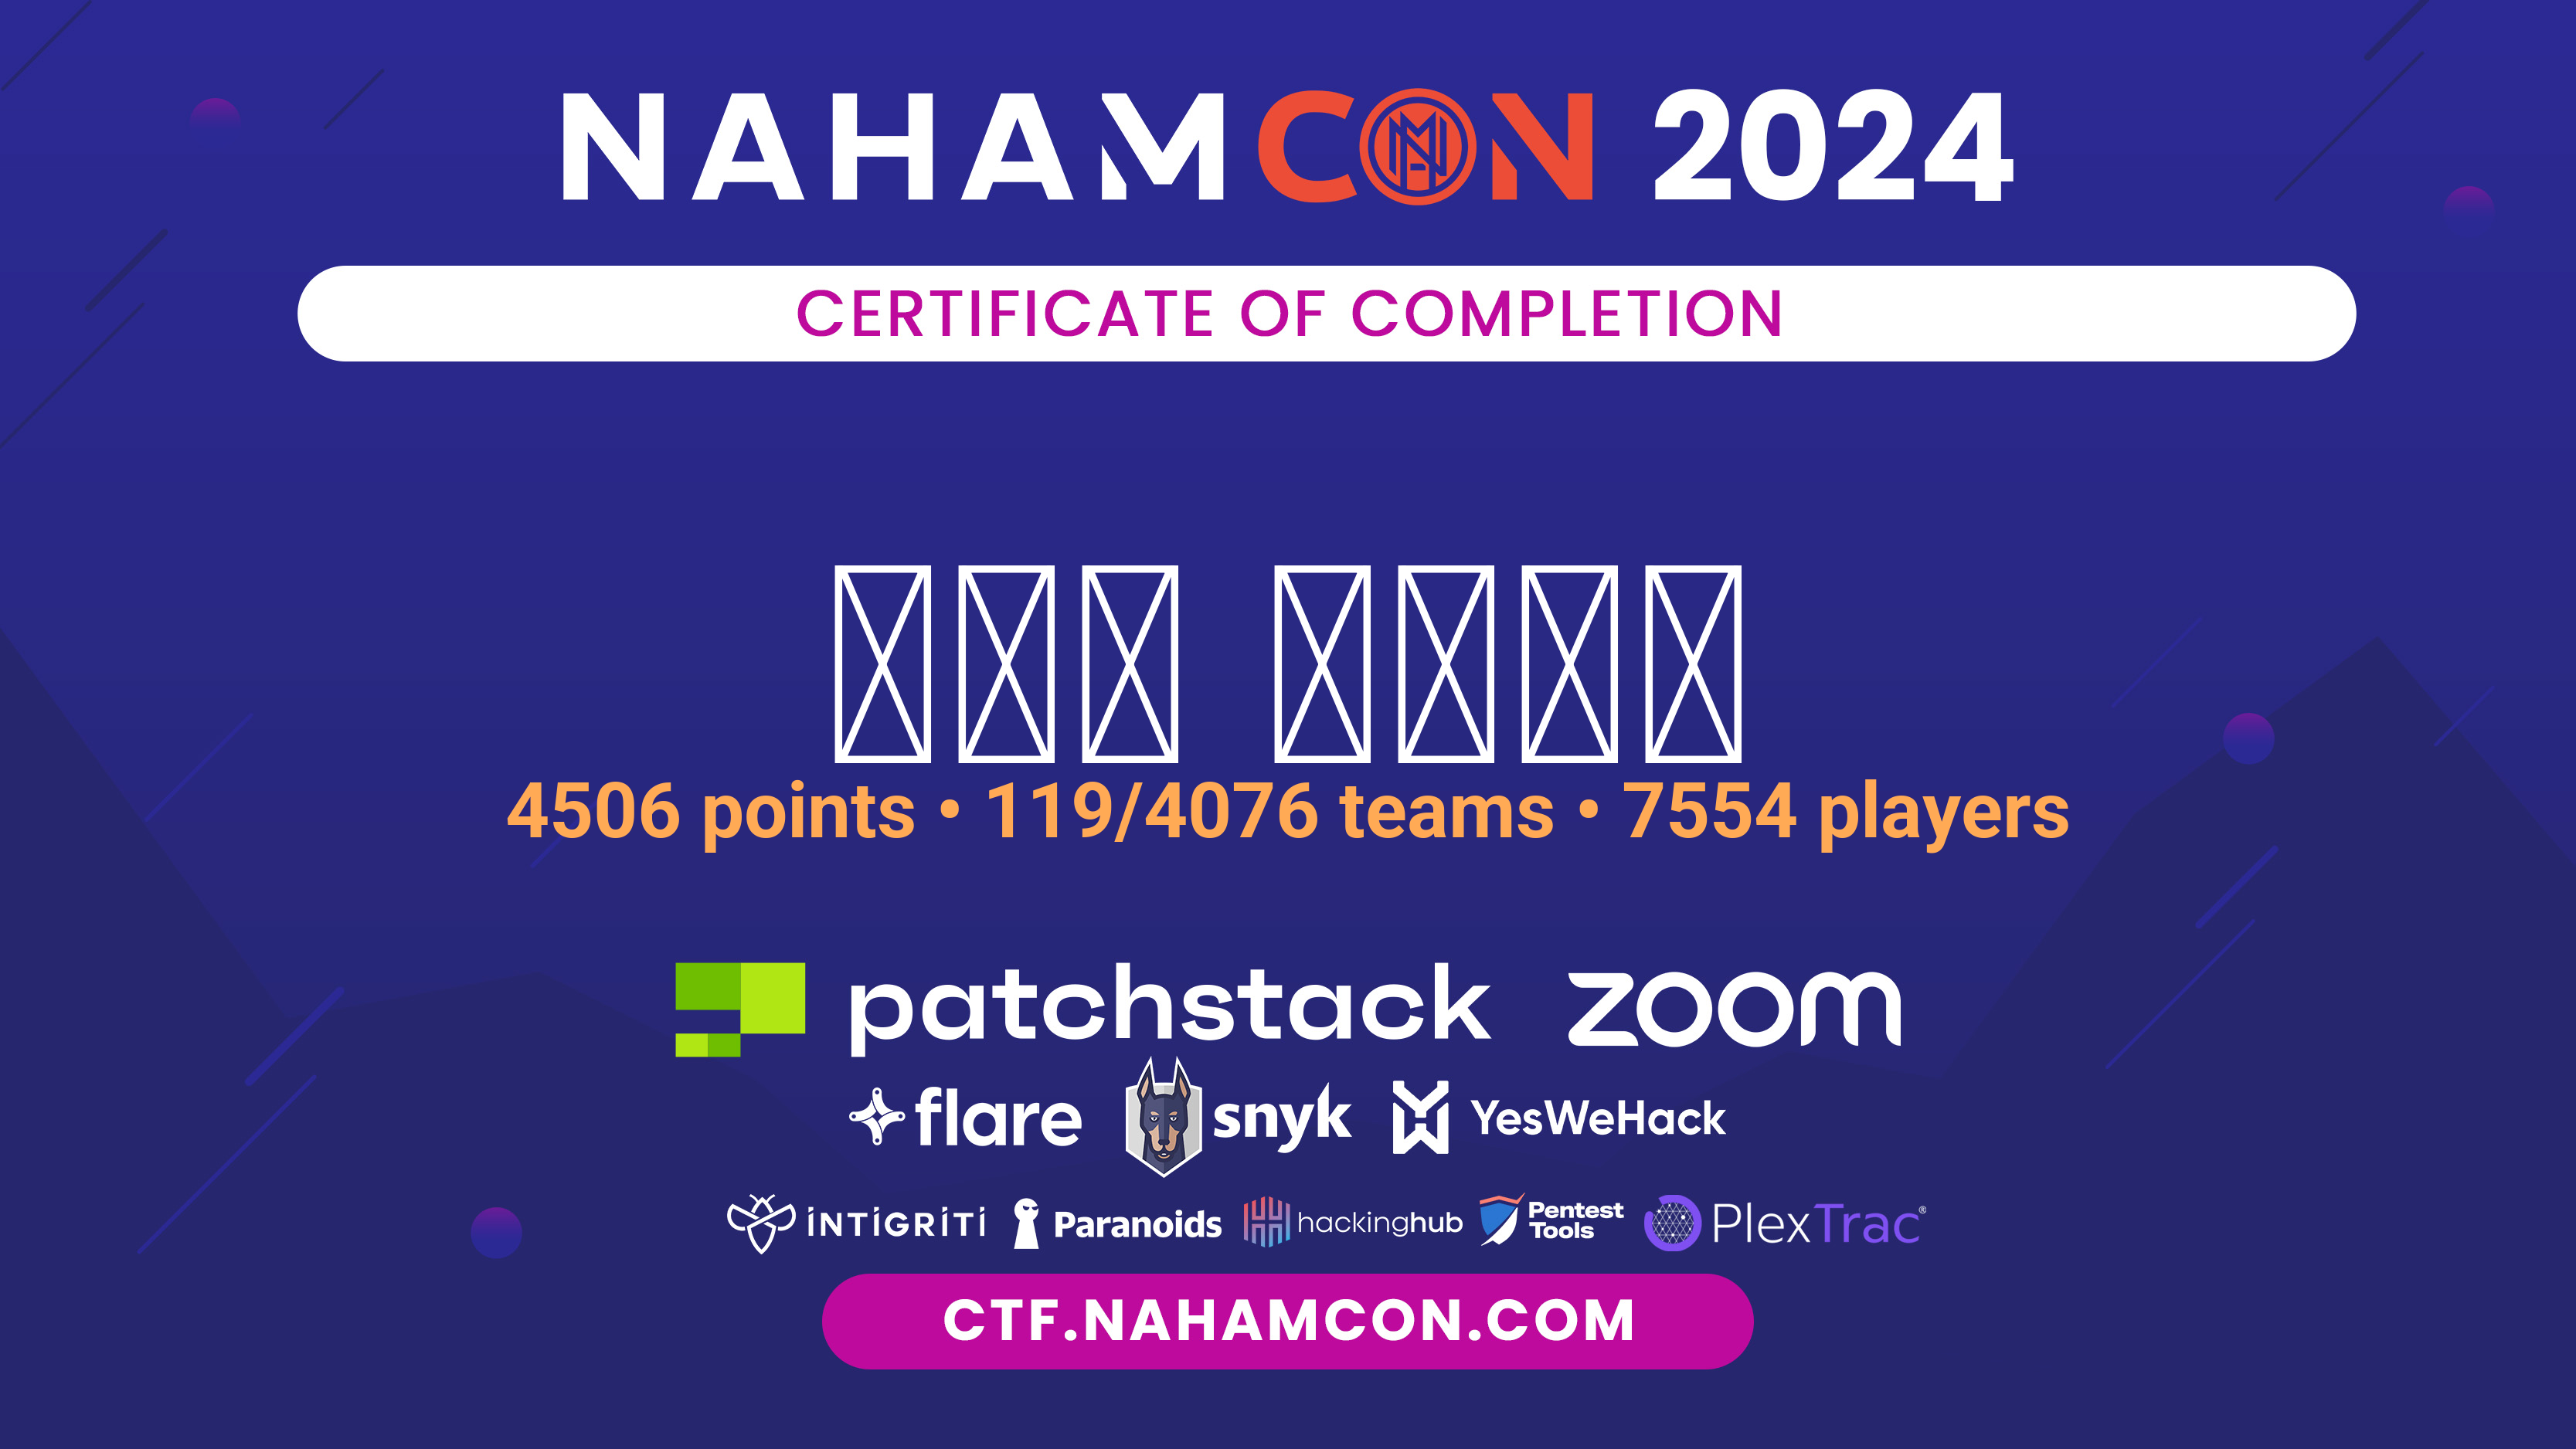 NAHAMCON 2024
CERTIFICATE OF COMPLETION
4506 points • 119/4076 teams • 7554 players
patchstack zoom
flare snyk YesWeHack
INTIGRITI Paranoids hackinghub Pentest Tools PlexTrac®
CTF.NAHAMCON.COM